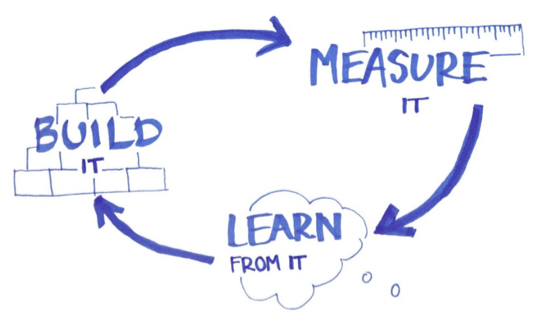 BUILD
IT
MEASURE
IT
LEARN
FROM IT